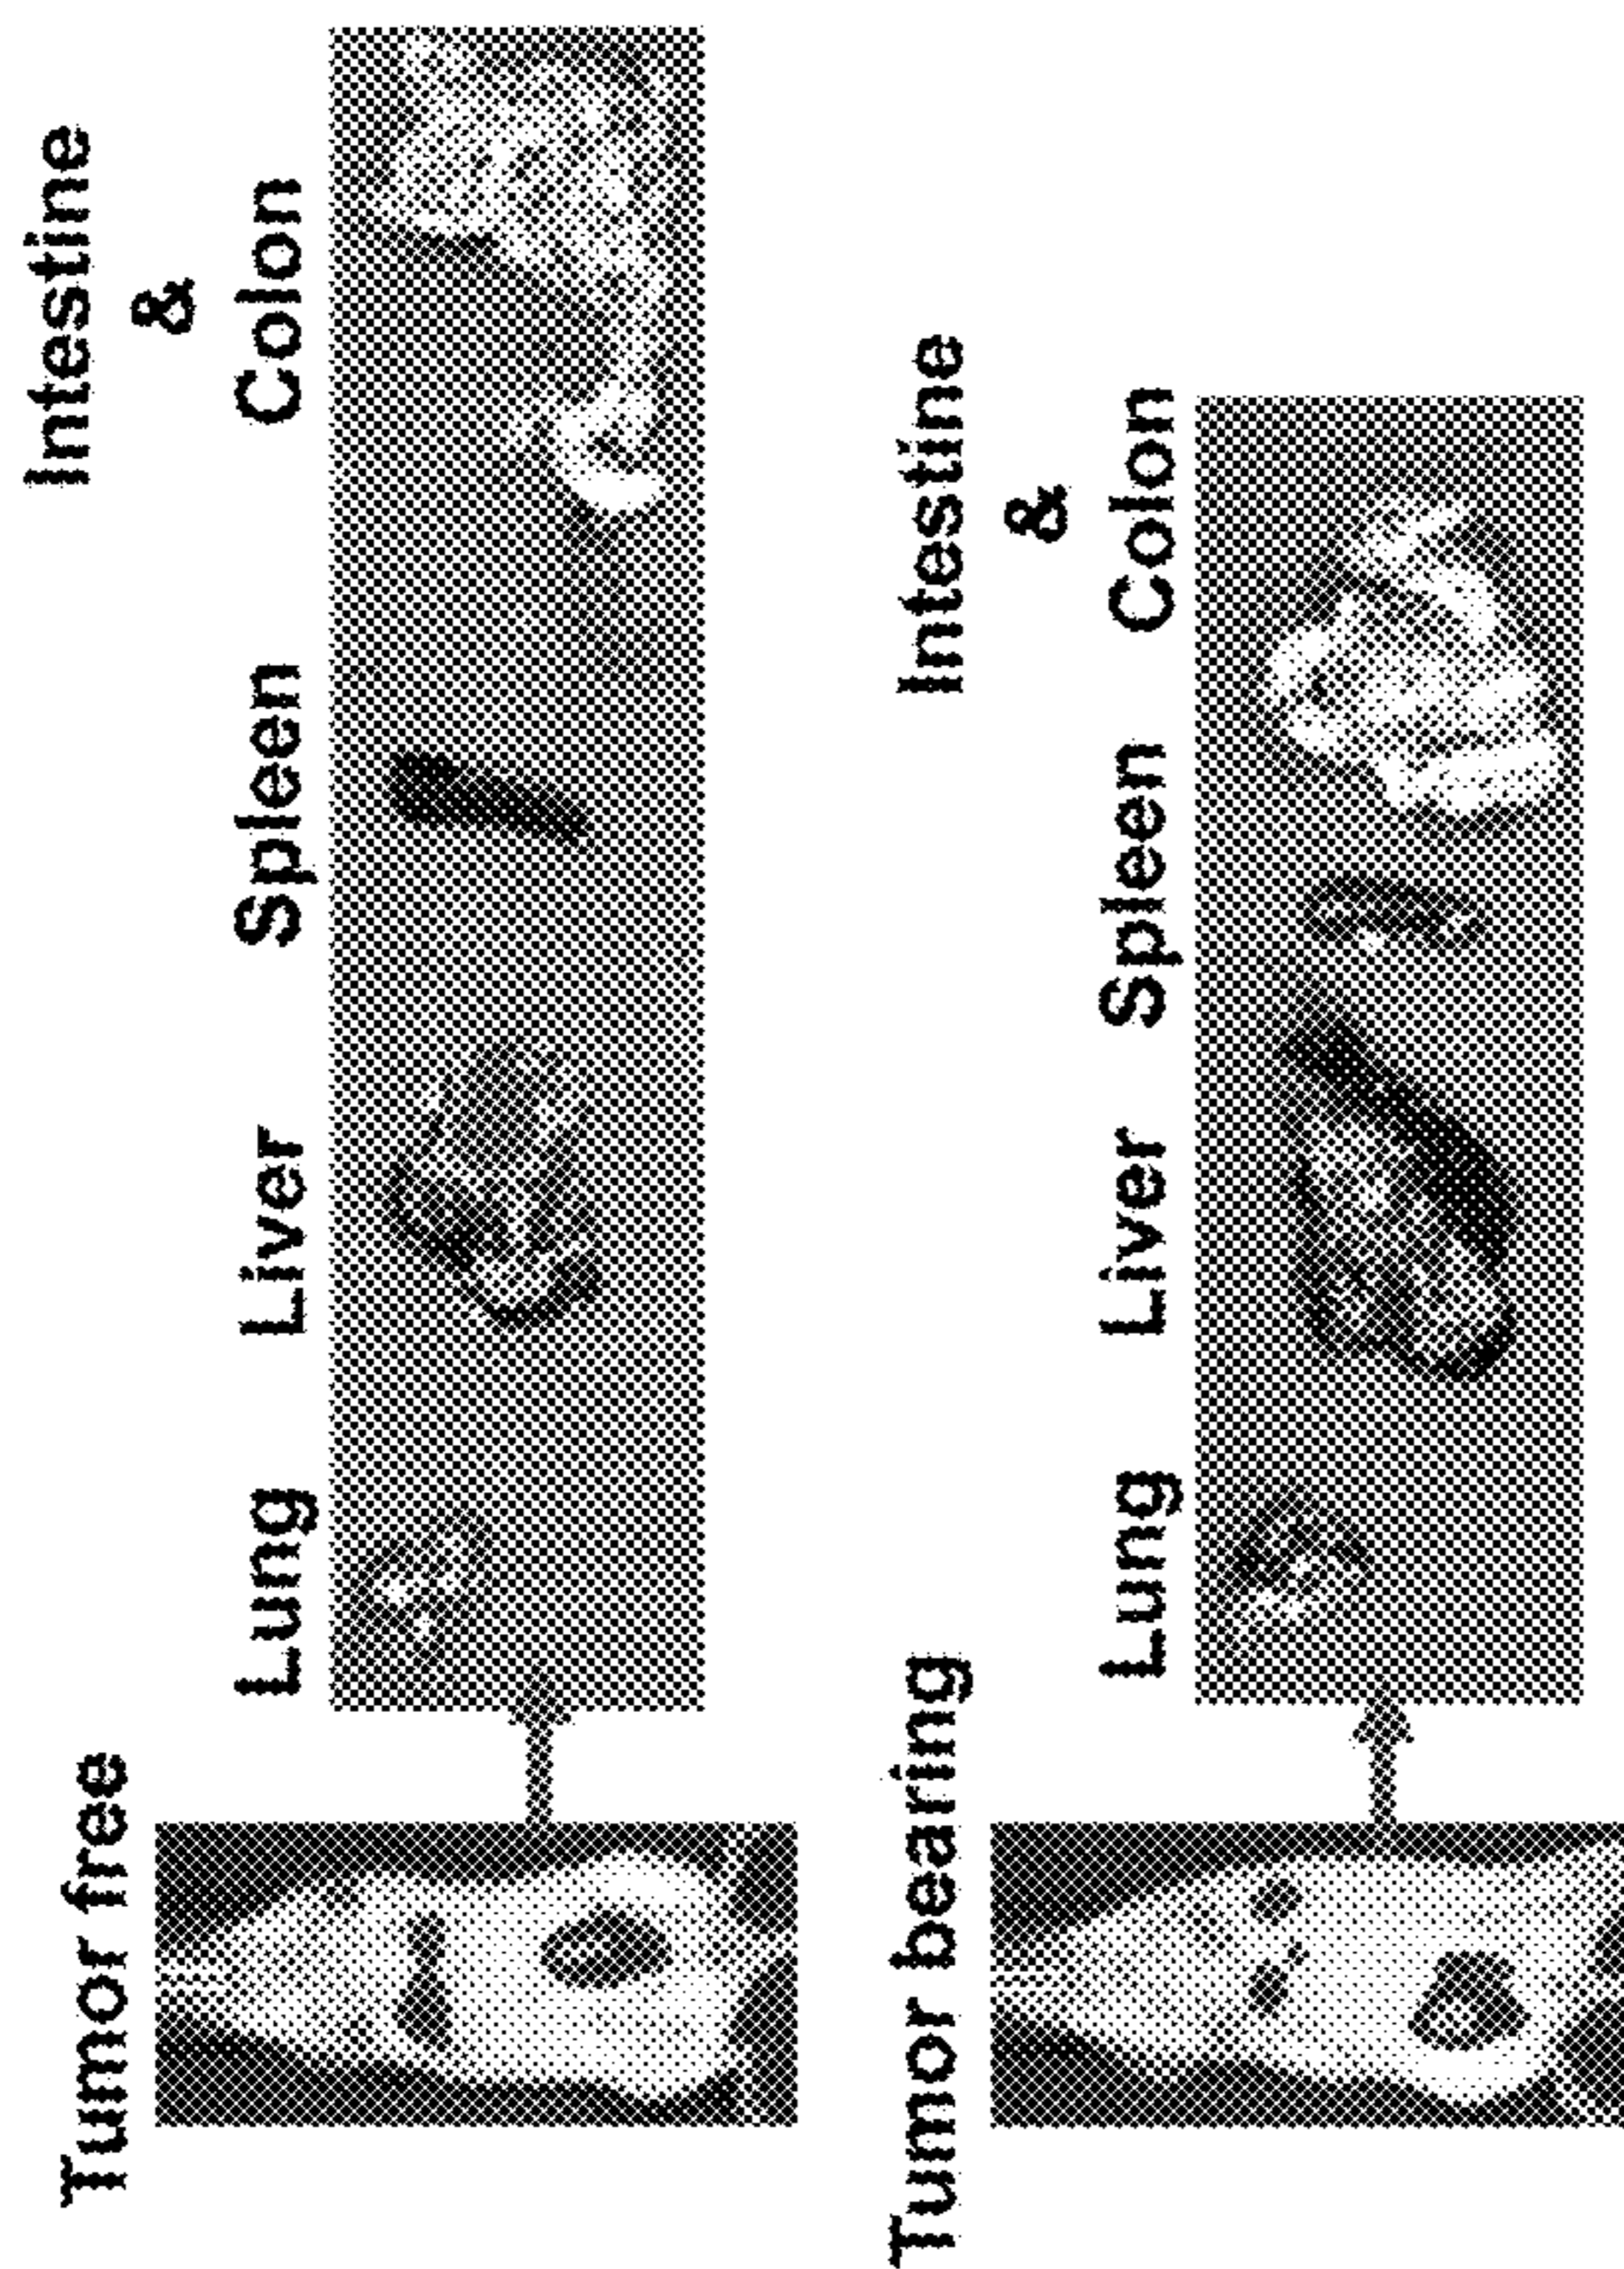 Tumor free
Lung Liver Spleen Intestine
&
Colon
Tumor bearing
Lung Liver Spleen Intestine
&
Colon